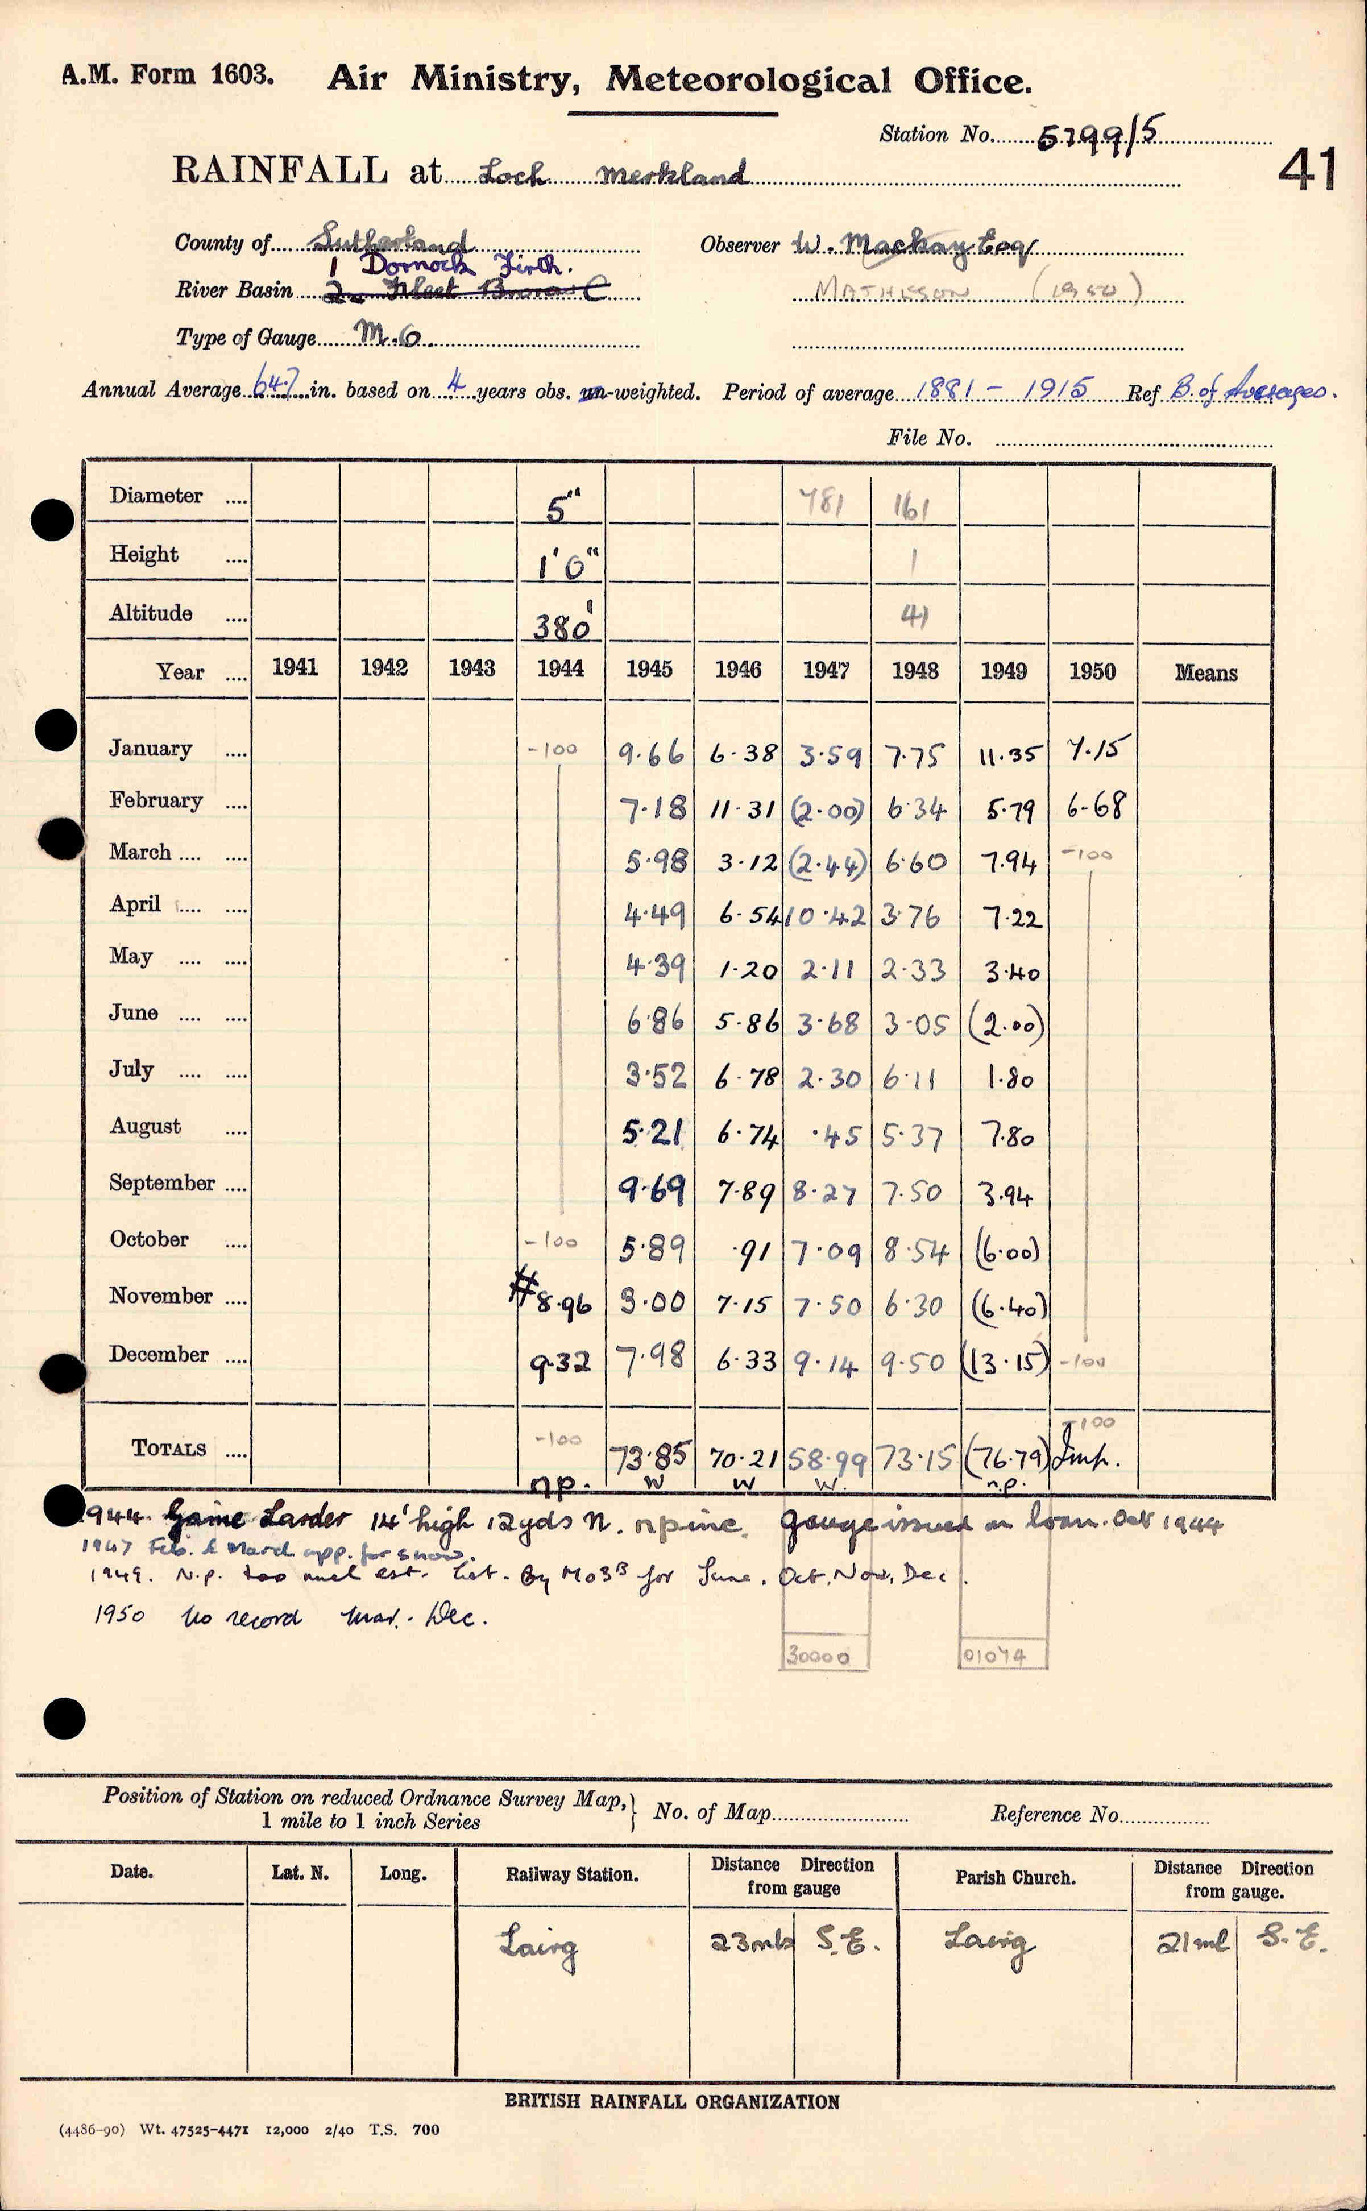 A.M. Form 1603. Air Ministry, Meteorological Office.
Station No. 5799/5
RAINFALL at Loch Merkland
41
County of Sutherland Observer W. Mackay Esq
1 Dornoch Firth.
River Basin 2. Fleet MATHESON (1950)
Type of Gauge M.O.
Annual Average 64.7 in. based on 4 years obs. un-weighted. Period of average 1881 - 1915 Ref B. of Averages.
File No.
Diameter .... 5" 781 161
Height .... 1' 0" 1
Altitude .... 380' 41
Year .... 1941 1942 1943 1944 1945 1946 1947 1948 1949 1950 Means
January .... -100 9.66 6.38 3.59 7.75 11.35 7.15
February .... 7.18 11.31 (2.00) 6.34 5.79 6.68
March .... .... 5.98 3.12 (2.44) 6.60 7.94 -100
April .... .... 4.49 6.54 10.42 3.76 7.22
May .... .... 4.39 1.20 2.11 2.33 3.40
June .... .... 6.86 5.86 3.68 3.05 (2.00)
July .... .... 3.52 6.78 2.30 6.11 1.80
August .... 5.21 6.74 .45 5.37 7.80
September .... 9.69 7.89 8.27 7.50 3.94
October .... -100 5.89 .91 7.09 8.54 (6.00)
November .... #8.96 3.00 7.15 7.50 6.30 (6.40)
December .... 9.32 7.98 6.33 9.14 9.50 (13.15) -100
-100
TOTALS .... -100 73.85 70.21 58.99 73.15 (76.79) Imp.
n.p. W W W. n.p.
1944. Game Larder 14' high 12yds N. n p inc. Gauge issued on loan. Oct 1944
1947 Feb. & March app. for snow.
1949. N.p. too much est. Est. By M03B for June, Oct, Nov, Dec.
1950 No record Mar. - Dec.
30000 01074
Position of Station on reduced Ordnance Survey Map,
1 mile to 1 inch Series } No. of Map Reference No.
Date. Lat. N. Long. Railway Station. Distance Direction from gauge Parish Church. Distance Direction from gauge.
Lairg 23mls S.E. Lairg 21ml S.E.
BRITISH RAINFALL ORGANIZATION
(4486-90) Wt. 47525-4471 12,000 2/40 T.S. 700